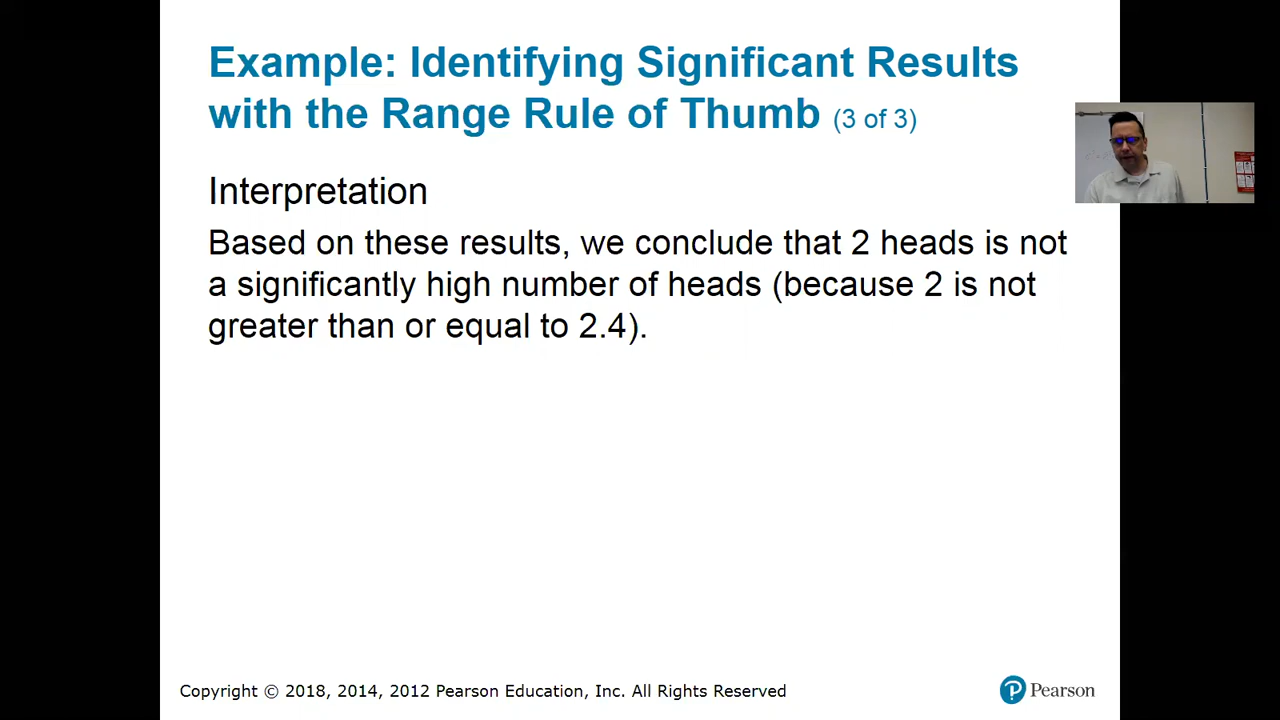 Example: Identifying Significant Results
with the Range Rule of Thumb (3 of 3)
Interpretation
Based on these results, we conclude that 2 heads is not
a significantly high number of heads (because 2 is not
greater than or equal to 2.4).
Copyright © 2018, 2014, 2012 Pearson Education, Inc. All Rights Reserved
Pearson